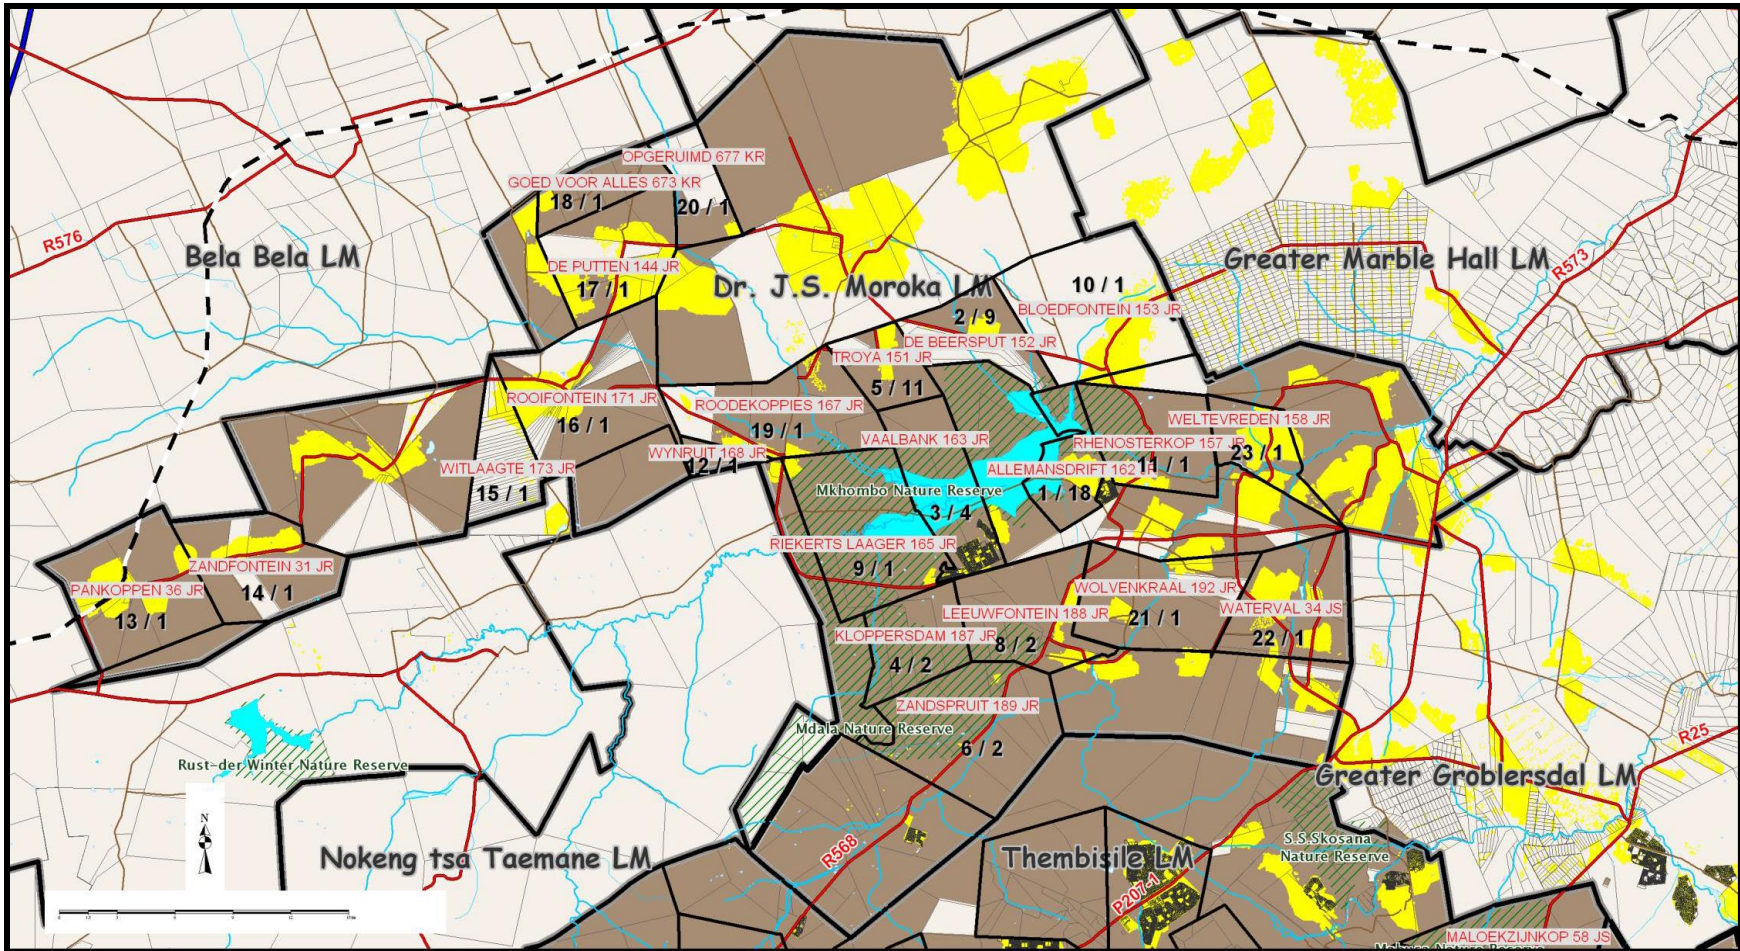 OPGERUIMD 677 KR
GOED VOOR ALLES 673 KR
18 / 1
20 / 1
R576
Bela Bela LM
Greater Marble Hall LM
R573
DE PUTTEN 144 JR
17 / 1
Dr. J.S. Moroka LM
10 / 1
BLOEDFONTEIN 153 JR
2 / 9
DE BEERSPUT 152 JR
TROYA 151 JR
5 / 11
ROOIFONTEIN 171 JR
16 / 1
ROODEKOPPIES 167 JR
19 / 1
WELTEVREDEN 158 JR
VAALBANK 163 JR
RHENOSTERKOP 157 JR
23 / 1
WYNRUIT 168 JR
12 / 1
11 / 1
WITLAAGTE 173 JR
15 / 1
ALLEMANSDRIFT 162 JR
1 / 18
Mkhombo Nature Reserve
3 / 4
RIEKERTS LAAGER 165 JR
9 / 1
ZANDFONTEIN 31 JR
14 / 1
PANKOPPEN 36 JR
13 / 1
WOLVENKRAAL 192 JR
21 / 1
WATERVAL 34 JS
22 / 1
LEEUWFONTEIN 188 JR
8 / 2
KLOPPERSDAM 187 JR
4 / 2
ZANDSPRUIT 189 JR
Mdala Nature Reserve
6 / 2
R25
Rust-der Winter Nature Reserve
Greater Groblersdal LM
N
S.S.Skosana
Nature Reserve
Nokeng tsa Taemane LM
R568
Thembisile LM
P207-1
MALOEKZIJNKOP 58 JS